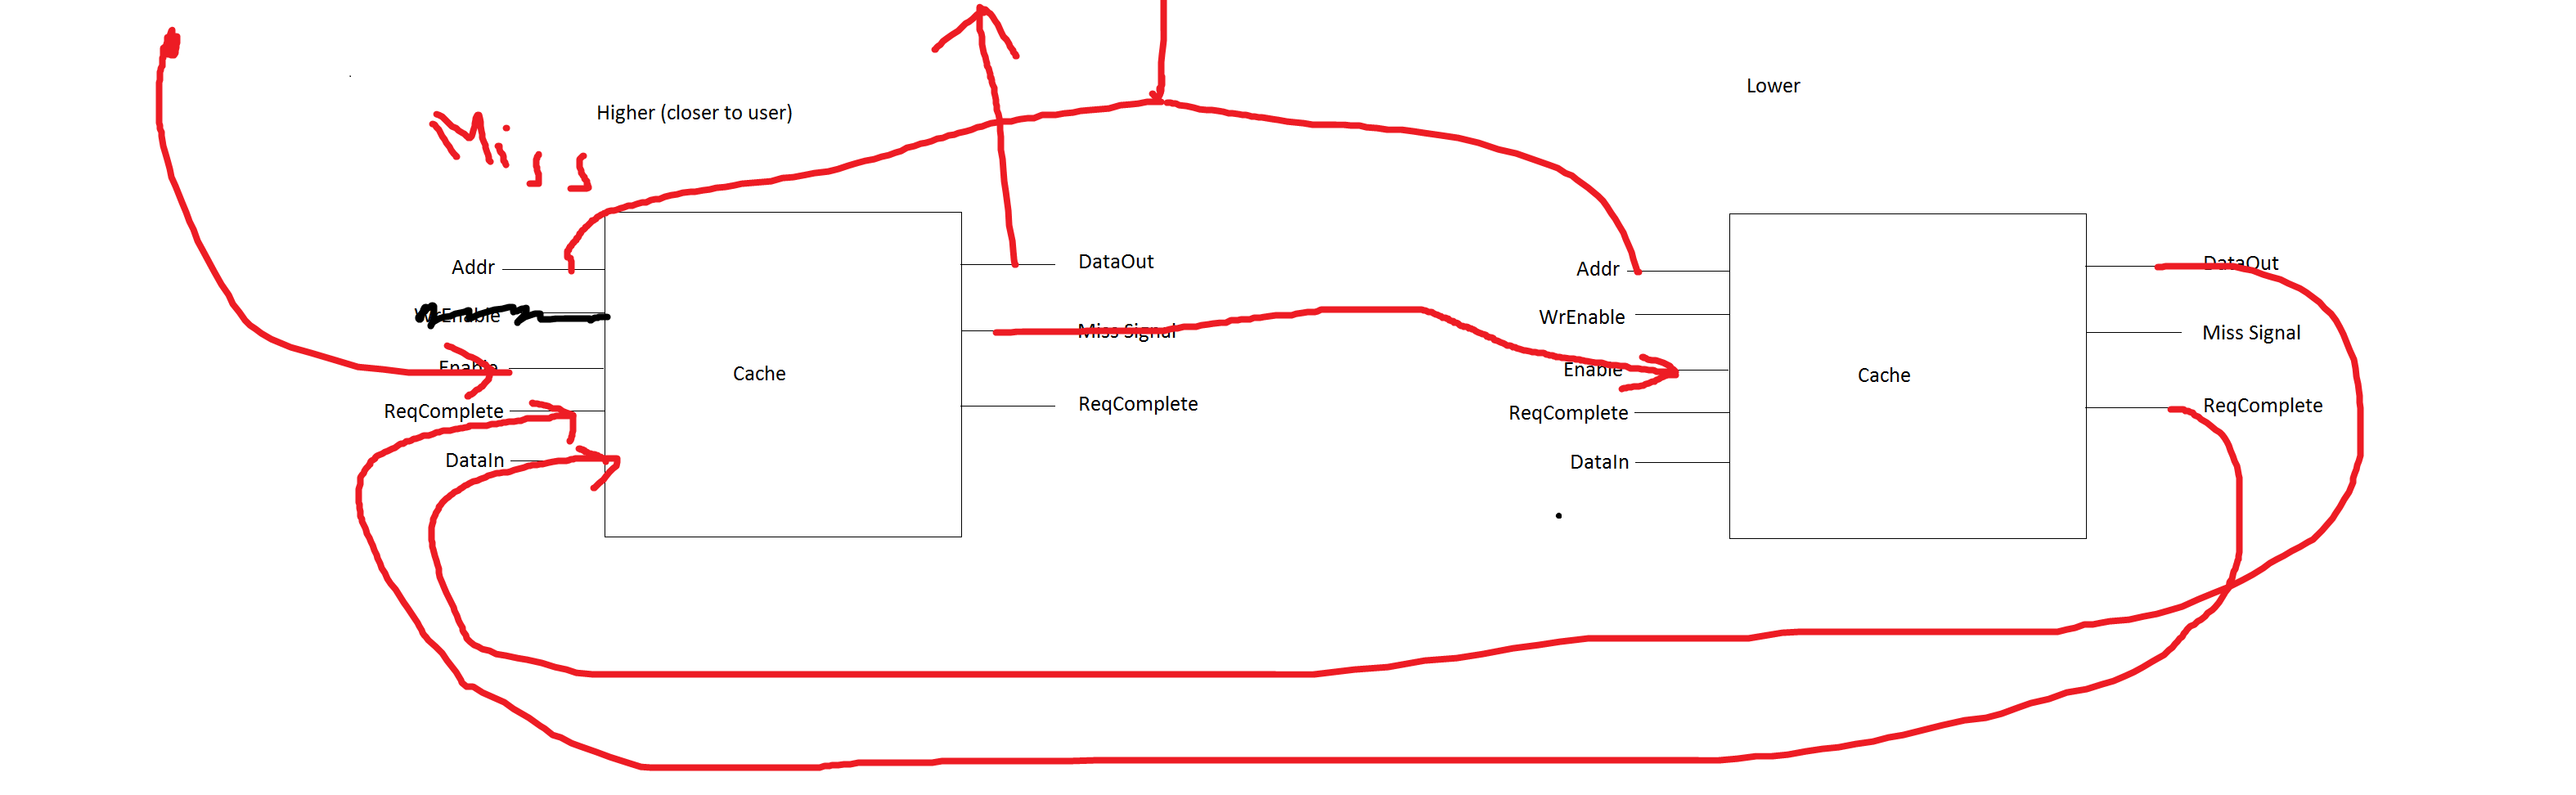 Higher (closer to user)
Lower
Miss
Addr
WrEnable
Enable
ReqComplete
DataIn
Cache
DataOut
Miss Signal
ReqComplete
Addr
WrEnable
Enable
ReqComplete
DataIn
Cache
DataOut
Miss Signal
ReqComplete